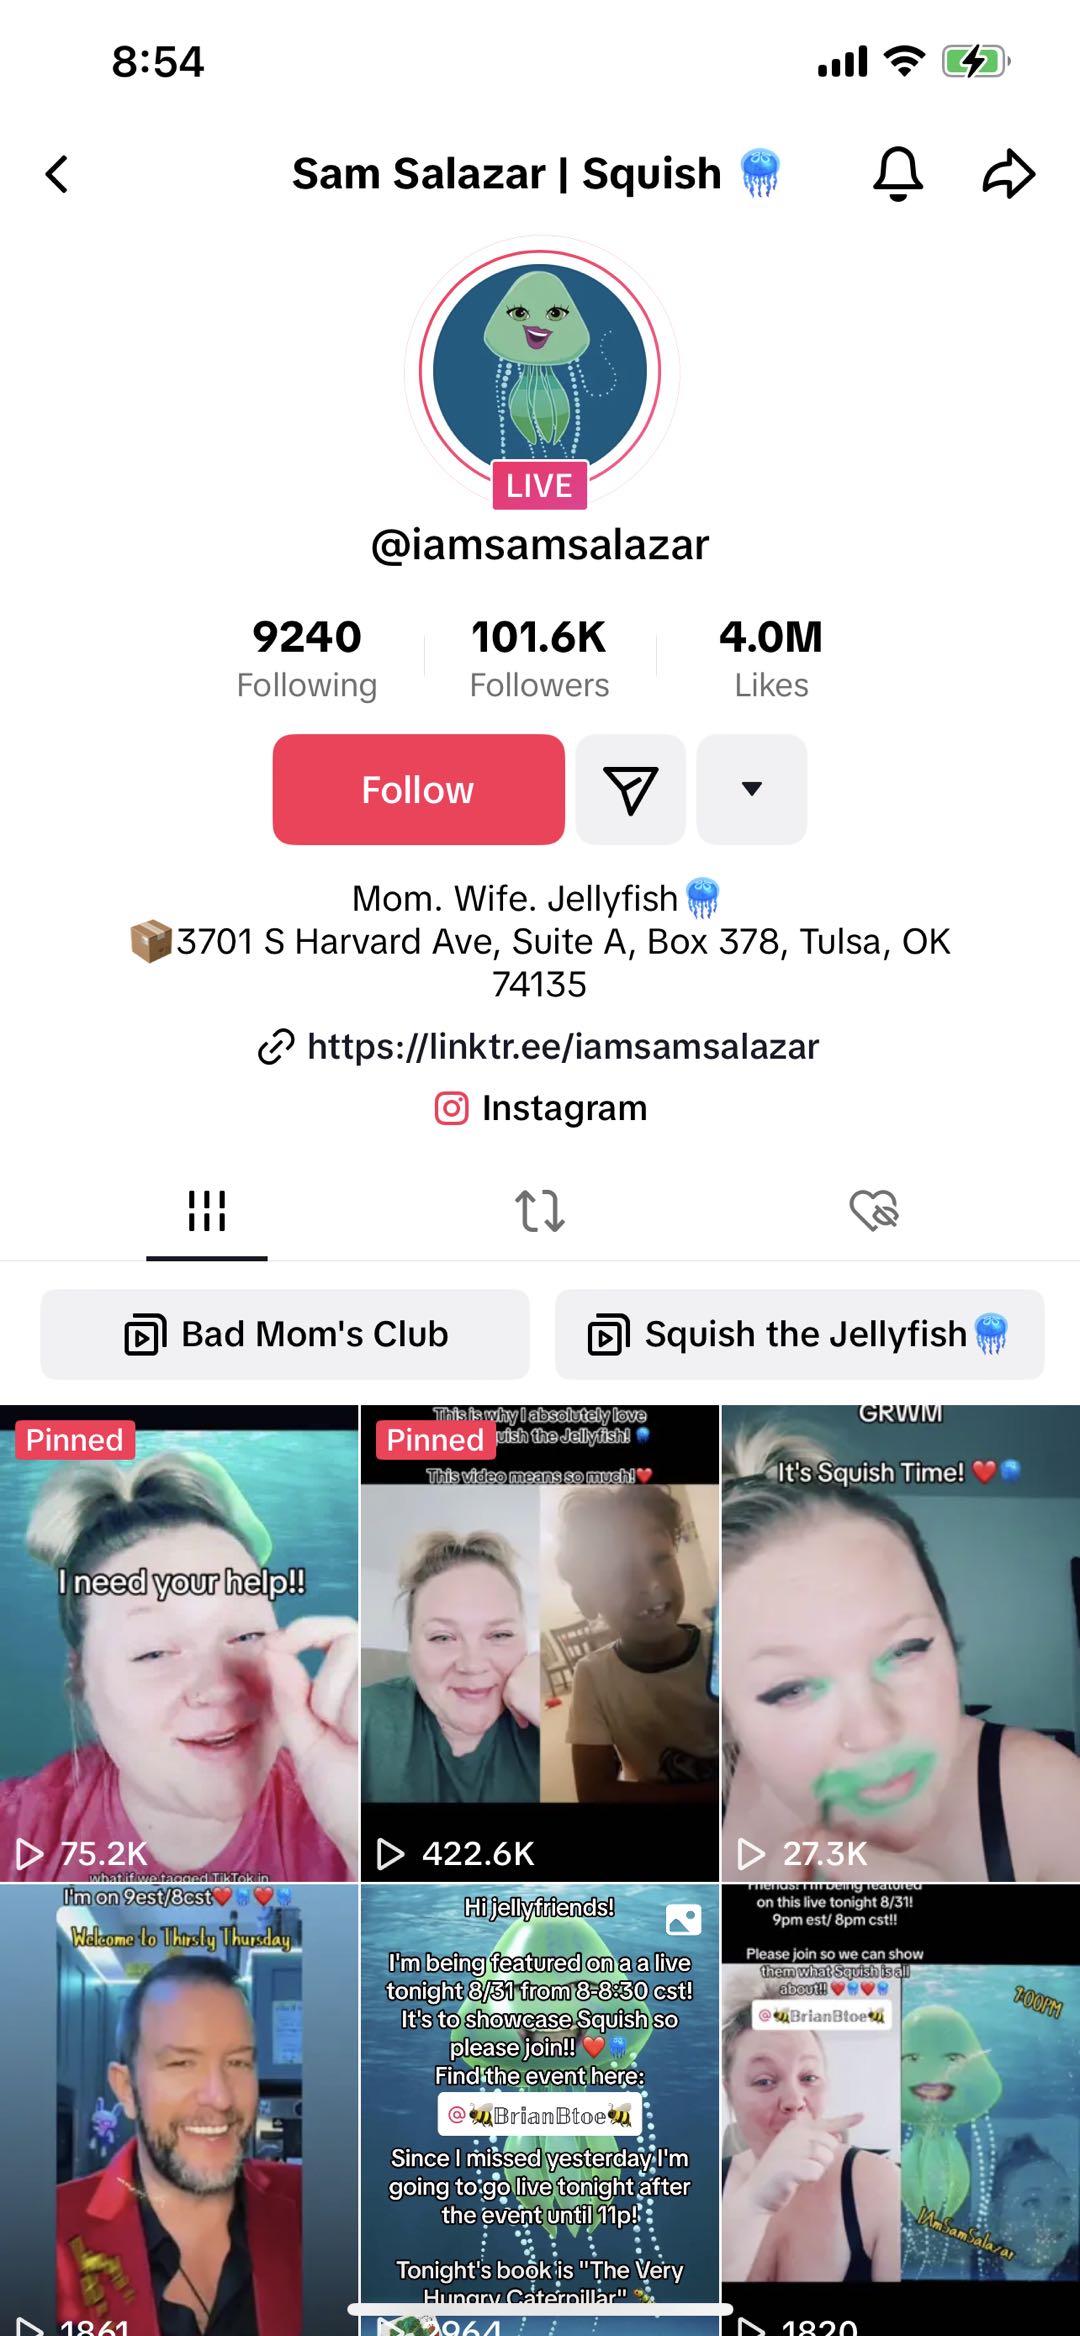 8:54
Sam Salazar | Squish 🪼
LIVE
@iamsamsalazar
9240
Following
101.6K
Followers
4.0M
Likes
Follow
Mom. Wife. Jellyfish🪼
📦3701 S Harvard Ave, Suite A, Box 378, Tulsa, OK
74135
https://linktr.ee/iamsamsalazar
Instagram
Bad Mom's Club
Squish the Jellyfish🪼
Pinned
I need your help!!
75.2K
what if we tagged TikTok in
Pinned
This is why I absolutely love
uish the Jellyfish! 🪼
This video means so much!❤️
422.6K
GRWM
It's Squish Time! ❤️🪼
27.3K
I'm on 9est/8cst❤️🪼❤️🪼
Welcome to Thirsty Thursday
1861
Hi jellyfriends!
I'm being featured on a a live
tonight 8/31 from 8-8:30 cst!
It's to showcase Squish so
please join!! ❤️🪼
Find the event here:
@🐝BrianBtoe🐝
Since I missed yesterday I'm
going to go live tonight after
the event until 11p!
Tonight's book is "The Very
Hungry Caterpillar" 🐛
964
friends! I'm being featured
on this live tonight 8/31!
9pm est/ 8pm cst!!
Please join so we can show
them what Squish is all
about!! ❤️🪼❤️🪼
@🐝BrianBtoe🐝
7:00PM
IAmSamSalazar
1820